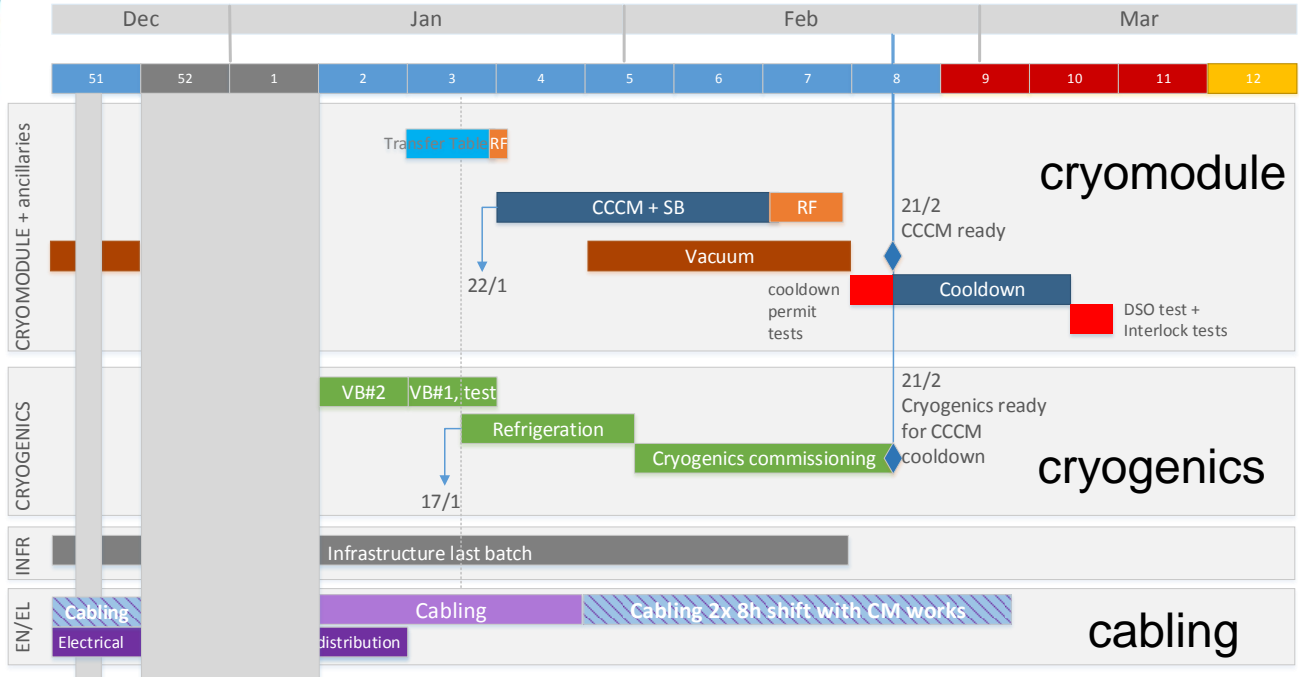 Dec Jan Feb Mar
51 52 1 2 3 4 5 6 7 8 9 10 11 12
CRYOMODULE + ancillaries
Transfer Table RF
cryomodule
CCCM + SB RF
21/2
CCCM ready
Vacuum
22/1
cooldown
permit
tests
Cooldown
DSO test +
Interlock tests
CRYOGENICS
VB#2 VB#1, test
21/2
Cryogenics ready
for CCCM
cooldown
Refrigeration
Cryogenics commissioning
cryogenics
17/1
INFR
Infrastructure last batch
EN/EL
Cabling Cabling Cabling 2x 8h shift with CM works
Electrical distribution
cabling